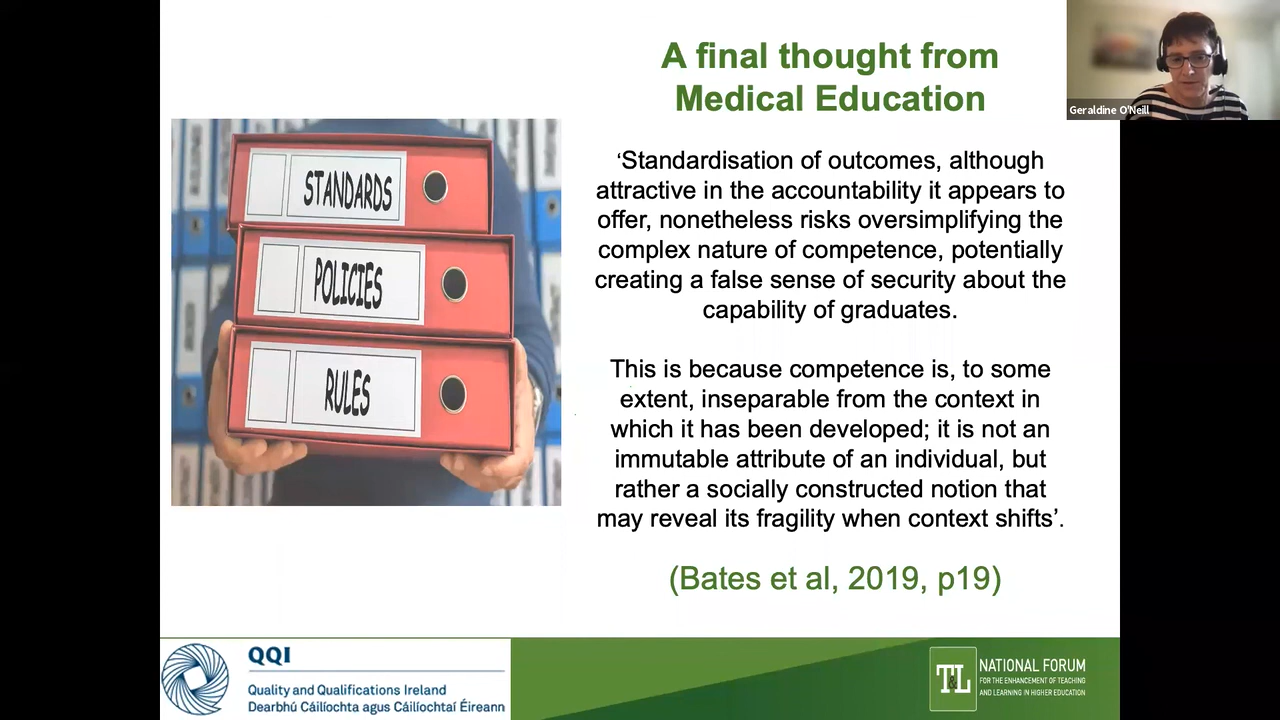 A final thought from
Medical Education
Geraldine O'Neill
STANDARDS
POLICIES
RULES
‘Standardisation of outcomes, although
attractive in the accountability it appears to
offer, nonetheless risks oversimplifying the
complex nature of competence, potentially
creating a false sense of security about the
capability of graduates.
This is because competence is, to some
extent, inseparable from the context in
which it has been developed; it is not an
immutable attribute of an individual, but
rather a socially constructed notion that
may reveal its fragility when context shifts’.
(Bates et al, 2019, p19)
QQI
Quality and Qualifications Ireland
Dearbhú Cáilíochta agus Cáilíochtaí Éireann
T&L
NATIONAL FORUM
FOR THE ENHANCEMENT OF TEACHING
AND LEARNING IN HIGHER EDUCATION